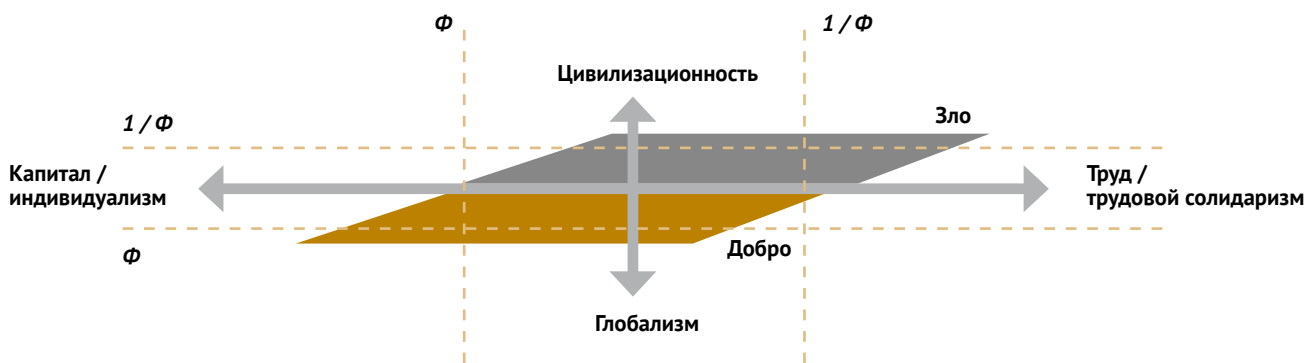 Ф
1 / Ф
Цивилизационность
1 / Ф
Зло
Капитал /
индивидуализм
Труд /
трудовой солидаризм
Ф
Добро
Глобализм